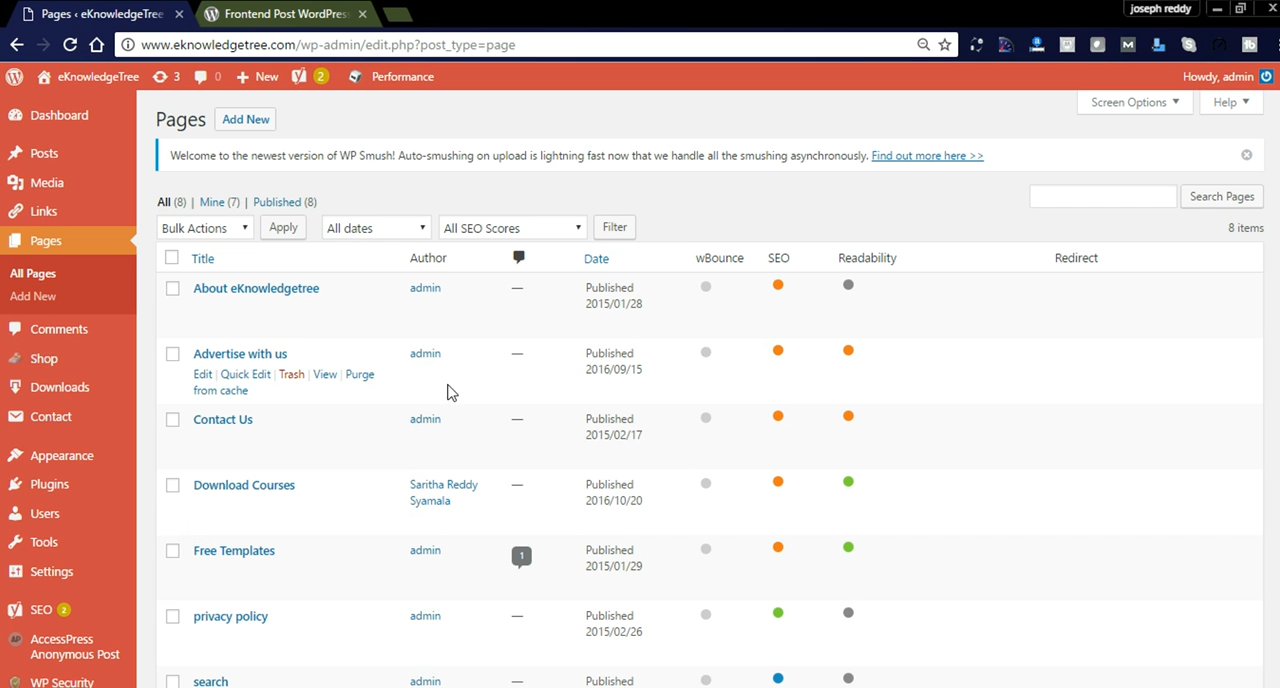 Pages ‹ eKnowledgeTree
Frontend Post WordPress
joseph reddy
www.eknowledgetree.com/wp-admin/edit.php?post_type=page
eKnowledgeTree 3 0 New 2 Performance Howdy, admin
Screen Options Help
Dashboard
Posts
Media
Links
Pages
All Pages
Add New
Comments
Shop
Downloads
Contact
Appearance
Plugins
Users
Tools
Settings
SEO 2
AccessPress
Anonymous Post
WP Security
Pages Add New
Welcome to the newest version of WP Smush! Auto-smushing on upload is lightning fast now that we handle all the smushing asynchronously. Find out more here >>
All (8) | Mine (7) | Published (8)
Search Pages
Bulk Actions Apply All dates All SEO Scores Filter 8 items
Title Author Date wBounce SEO Readability Redirect
About eKnowledgetree admin — Published
2015/01/28
Advertise with us admin — Published
2016/09/15
Edit | Quick Edit | Trash | View | Purge
from cache
Contact Us admin — Published
2015/02/17
Download Courses Saritha Reddy — Published
Syamala 2016/10/20
Free Templates admin 1 Published
2015/01/29
privacy policy admin — Published
2015/02/26
search admin — Published